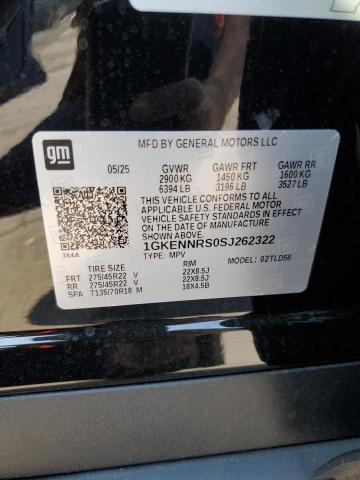 gm
MFD BY GENERAL MOTORS LLC
05/25 GVWR GAWR FRT GAWR RR
2900 KG 1450 KG 1600 KG
6394 LB 3196 LB 3527 LB
THIS VEHICLE CONFORMS TO ALL
APPLICABLE U.S. FEDERAL MOTOR
VEHICLE SAFETY AND THEFT
PREVENTION STANDARDS IN EFFECT
ON THE DATE OF MANUFACTURE
SHOWN ABOVE.
1GKENNRS0SJ262322
384A TYPE: MPV
RIM MODEL: 02TLD56
FRT 275/45R22 V 22X8.5J
RR 275/45R22 V 22X8.5J
SPA T135/70R18 M 18X4.5B